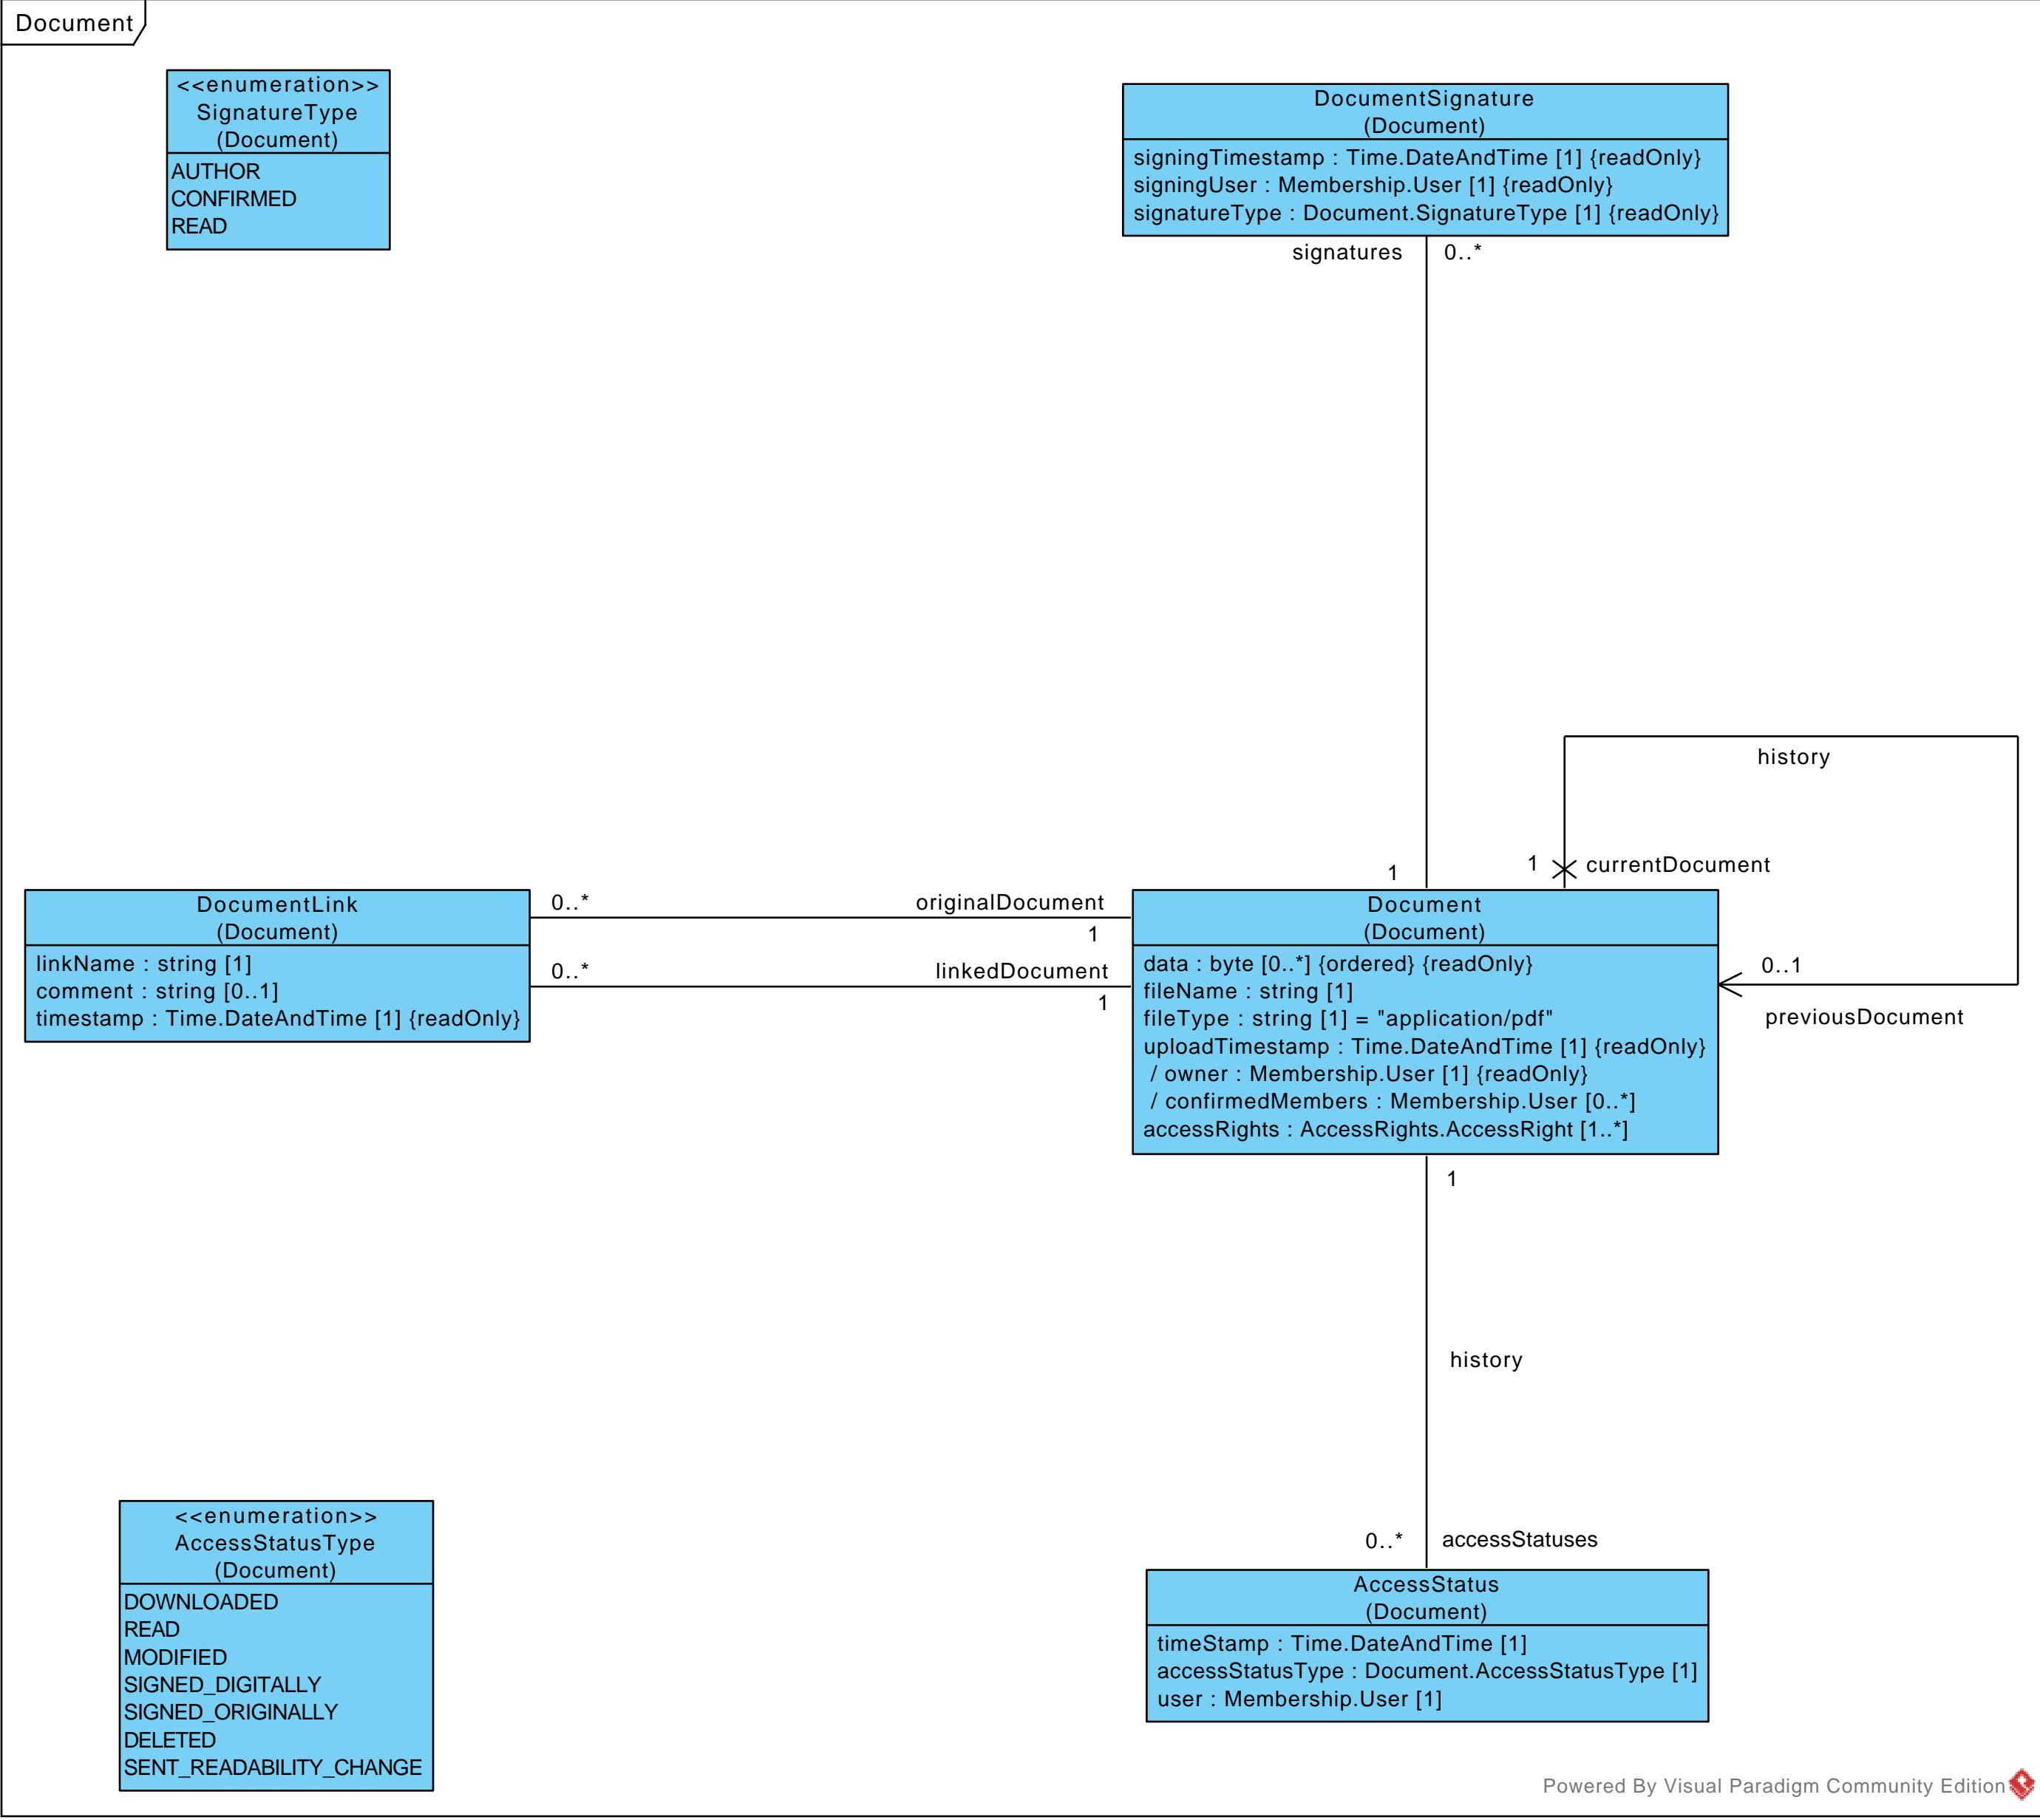 Document
<<enumeration>>
SignatureType
(Document)
AUTHOR
CONFIRMED
READ
DocumentSignature
(Document)
signingTimestamp : Time.DateAndTime [1] {readOnly}
signingUser : Membership.User [1] {readOnly}
signatureType : Document.SignatureType [1] {readOnly}
signatures
0..*
history
1
1
currentDocument
DocumentLink
(Document)
linkName : string [1]
comment : string [0..1]
timestamp : Time.DateAndTime [1] {readOnly}
0..*
originalDocument
1
0..*
linkedDocument
1
Document
(Document)
data : byte [0..*] {ordered} {readOnly}
fileName : string [1]
fileType : string [1] = "application/pdf"
uploadTimestamp : Time.DateAndTime [1] {readOnly}
/ owner : Membership.User [1] {readOnly}
/ confirmedMembers : Membership.User [0..*]
accessRights : AccessRights.AccessRight [1..*]
0..1
previousDocument
1
history
0..*
accessStatuses
<<enumeration>>
AccessStatusType
(Document)
DOWNLOADED
READ
MODIFIED
SIGNED_DIGITALLY
SIGNED_ORIGINALLY
DELETED
SENT_READABILITY_CHANGE
AccessStatus
(Document)
timeStamp : Time.DateAndTime [1]
accessStatusType : Document.AccessStatusType [1]
user : Membership.User [1]
Powered By Visual Paradigm Community Edition